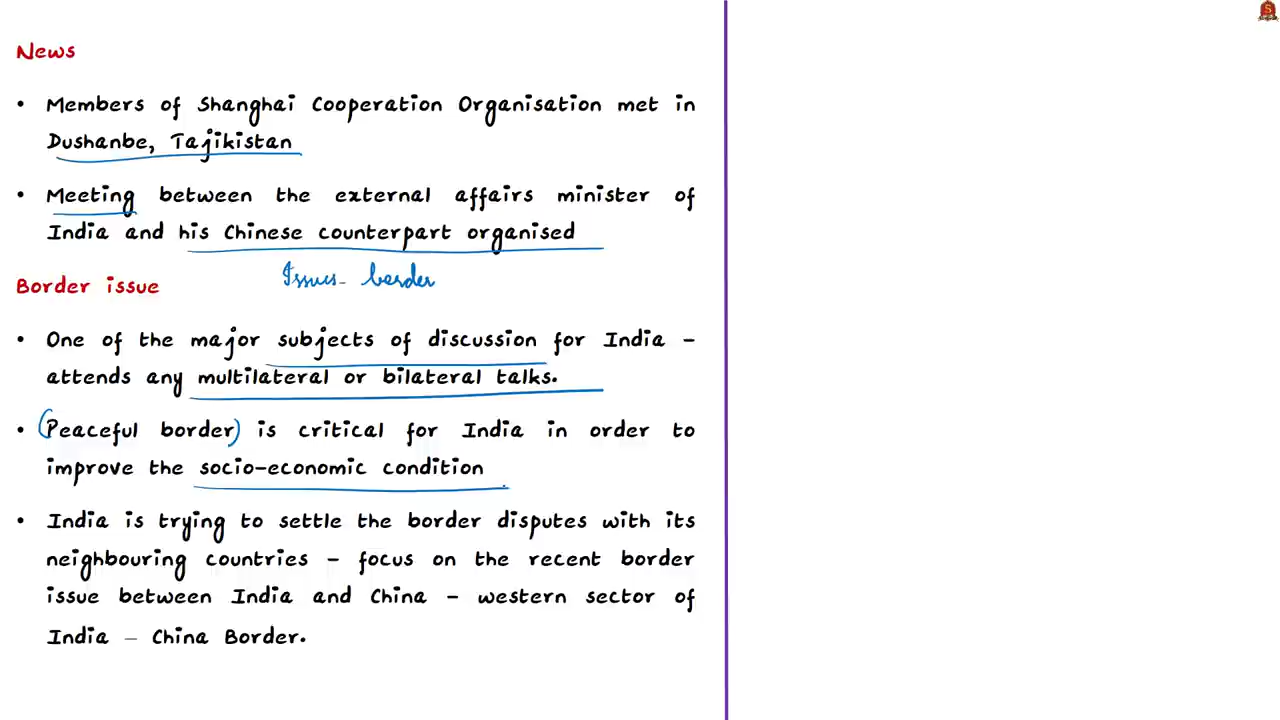 News
• Members of Shanghai Cooperation Organisation met in
Dushanbe, Tajikistan
• Meeting between the external affairs minister of
India and his Chinese counterpart organised
Issues - border
Border issue
• One of the major subjects of discussion for India –
attends any multilateral or bilateral talks.
• (Peaceful border) is critical for India in order to
improve the socio-economic condition
• India is trying to settle the border disputes with its
neighbouring countries – focus on the recent border
issue between India and China – western sector of
India – China Border.